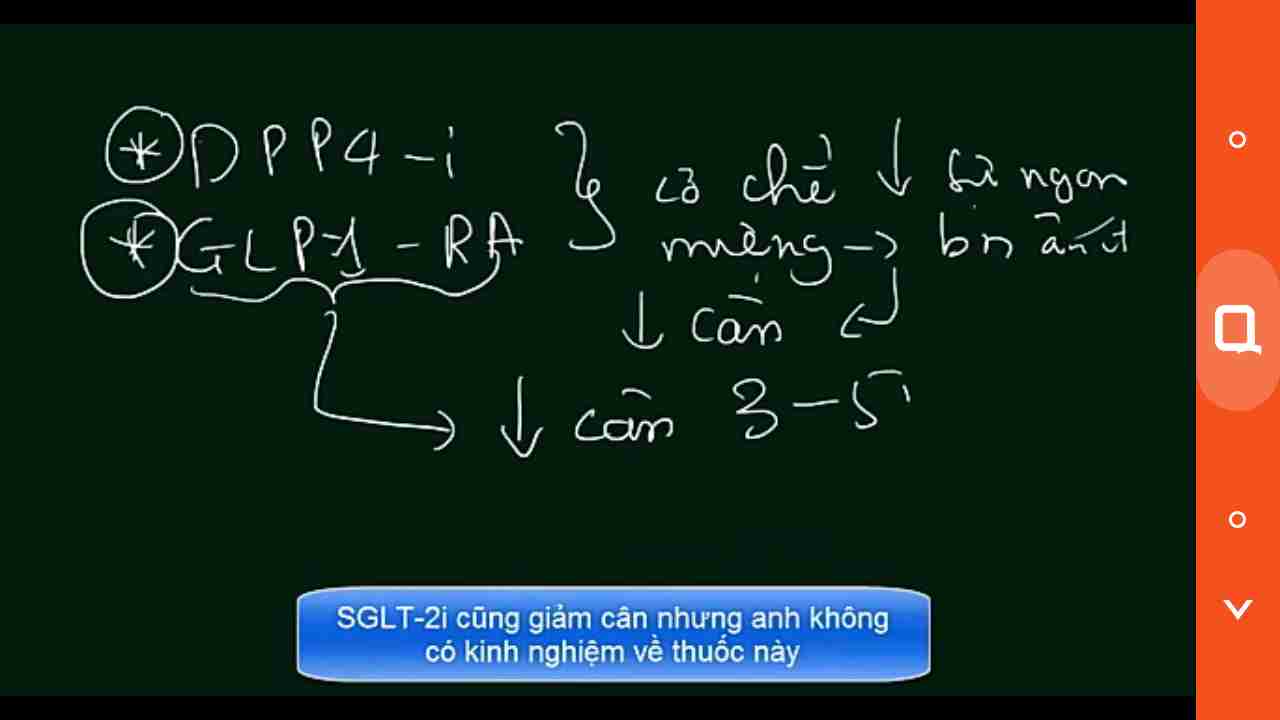 * DPP4-i
* GLP-1 - RA
cơ chế ↓ sự ngon
miệng → bn ăn ít
↓ cân
↓ cân 3-5
SGLT-2i cũng giảm cân nhưng anh không
có kinh nghiệm về thuốc này